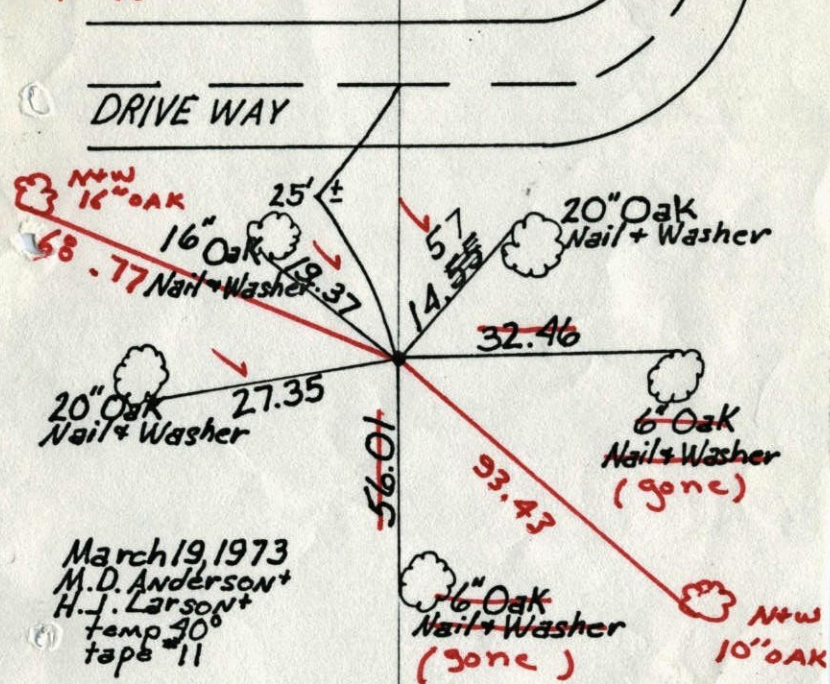 DRIVE WAY
N+W
16"OAK
25'±
16"
Oak
Nail & Washer
68.77
19.37
57
14.55
20"Oak
Nail + Washer
32.46
20"Oak
Nail & Washer
27.35
6"Oak
Nail & Washer
(gone)
56.01
93.43
6"Oak
Nail & Washer
(gone)
N+W
10"OAK
March 19, 1973
M.D. Anderson+
H.J. Larson+
temp 40°
tape #11